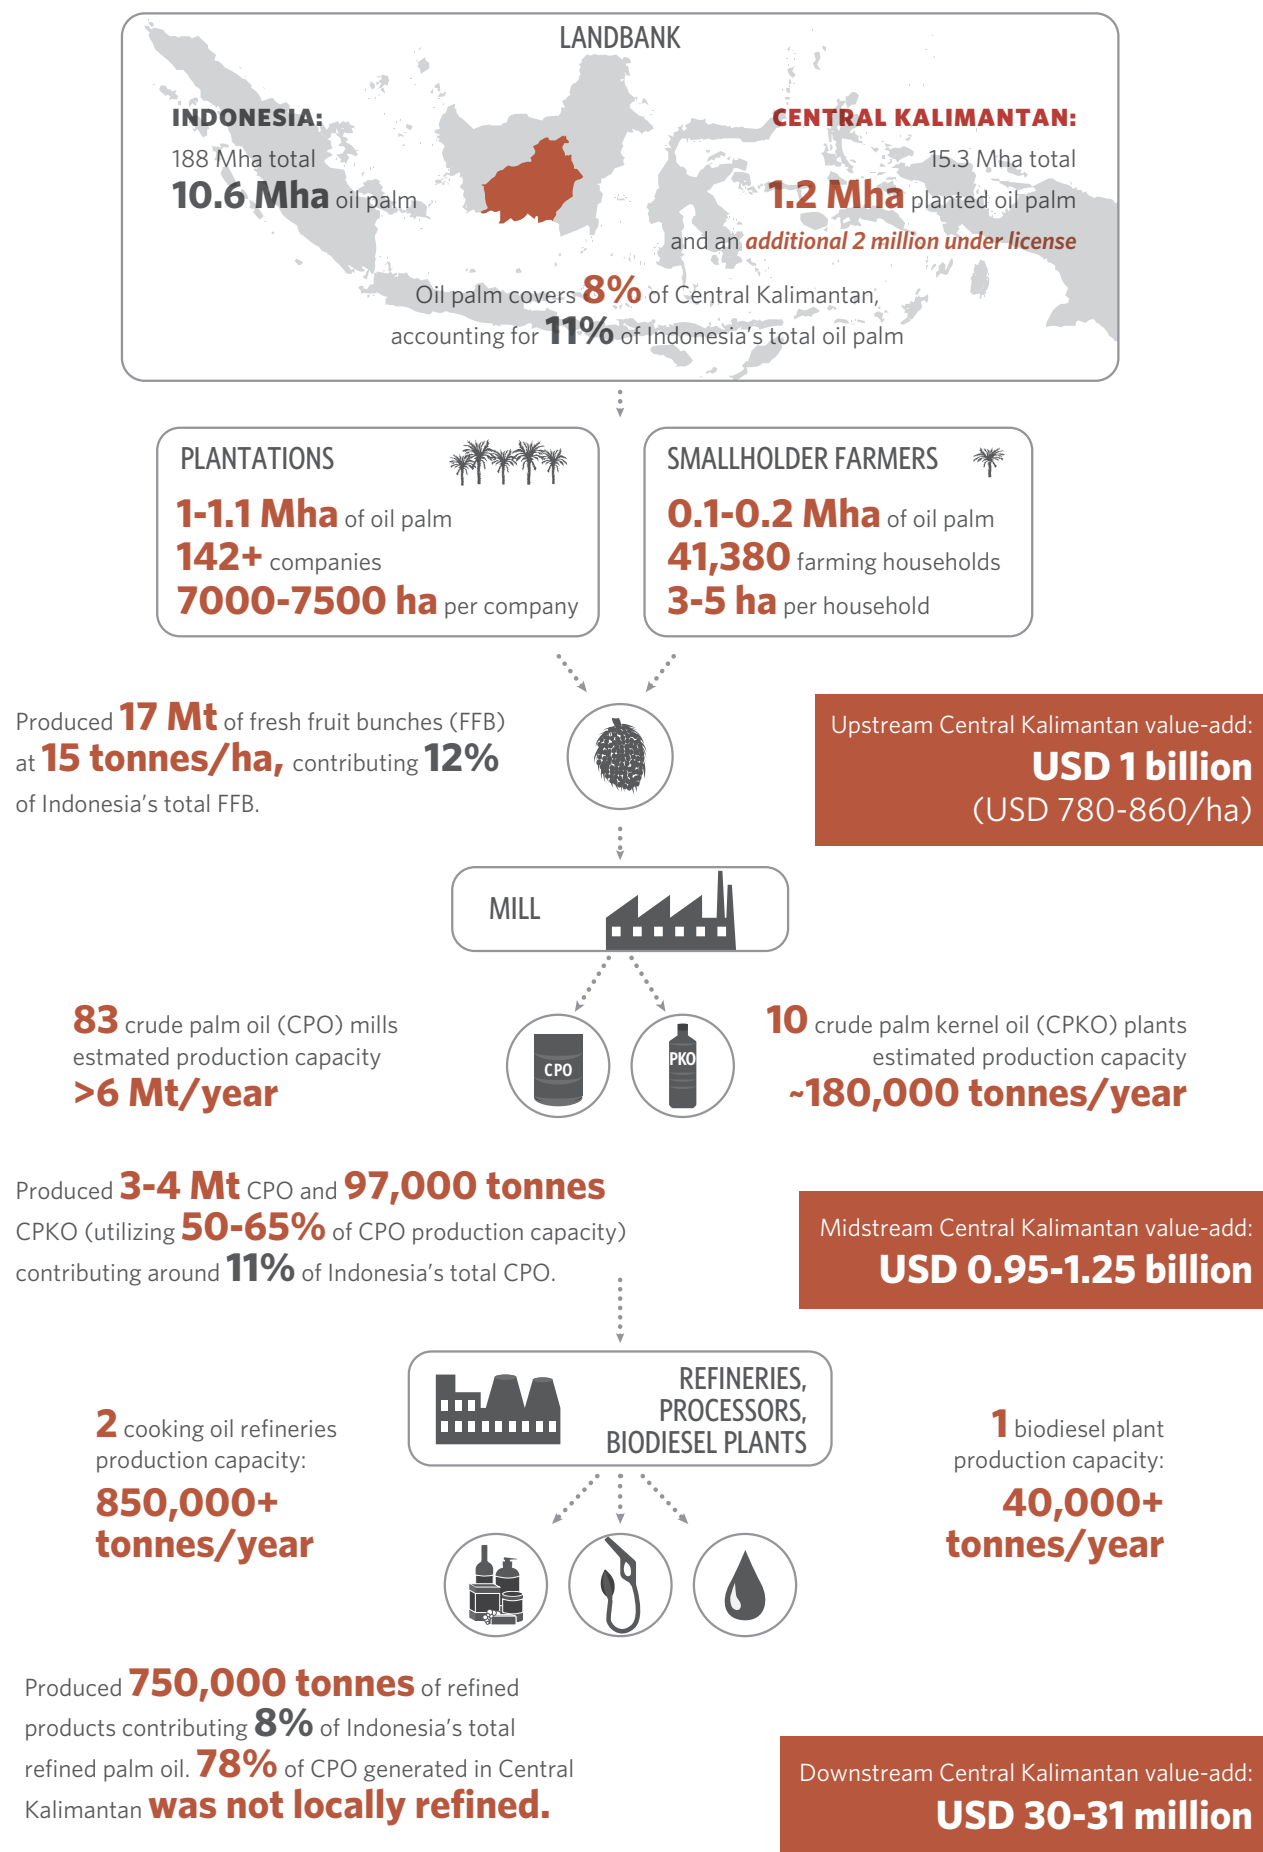 LANDBANK
INDONESIA:
188 Mha total
10.6 Mha oil palm
CENTRAL KALIMANTAN:
15.3 Mha total
1.2 Mha planted oil palm
and an additional 2 million under license
Oil palm covers 8% of Central Kalimantan,
accounting for 11% of Indonesia's total oil palm
PLANTATIONS
1-1.1 Mha of oil palm
142+ companies
7000-7500 ha per company
SMALLHOLDER FARMERS
0.1-0.2 Mha of oil palm
41,380 farming households
3-5 ha per household
Produced 17 Mt of fresh fruit bunches (FFB)
at 15 tonnes/ha, contributing 12%
of Indonesia's total FFB.
Upstream Central Kalimantan value-add:
USD 1 billion
(USD 780-860/ha)
MILL
83 crude palm oil (CPO) mills
estmated production capacity
>6 Mt/year
CPO
PKO
10 crude palm kernel oil (CPKO) plants
estimated production capacity
~180,000 tonnes/year
Produced 3-4 Mt CPO and 97,000 tonnes
CPKO (utilizing 50-65% of CPO production capacity)
contributing around 11% of Indonesia's total CPO.
Midstream Central Kalimantan value-add:
USD 0.95-1.25 billion
REFINERIES,
PROCESSORS,
BIODIESEL PLANTS
2 cooking oil refineries
production capacity:
850,000+
tonnes/year
1 biodiesel plant
production capacity:
40,000+
tonnes/year
Produced 750,000 tonnes of refined
products contributing 8% of Indonesia's total
refined palm oil. 78% of CPO generated in Central
Kalimantan was not locally refined.
Downstream Central Kalimantan value-add:
USD 30-31 million